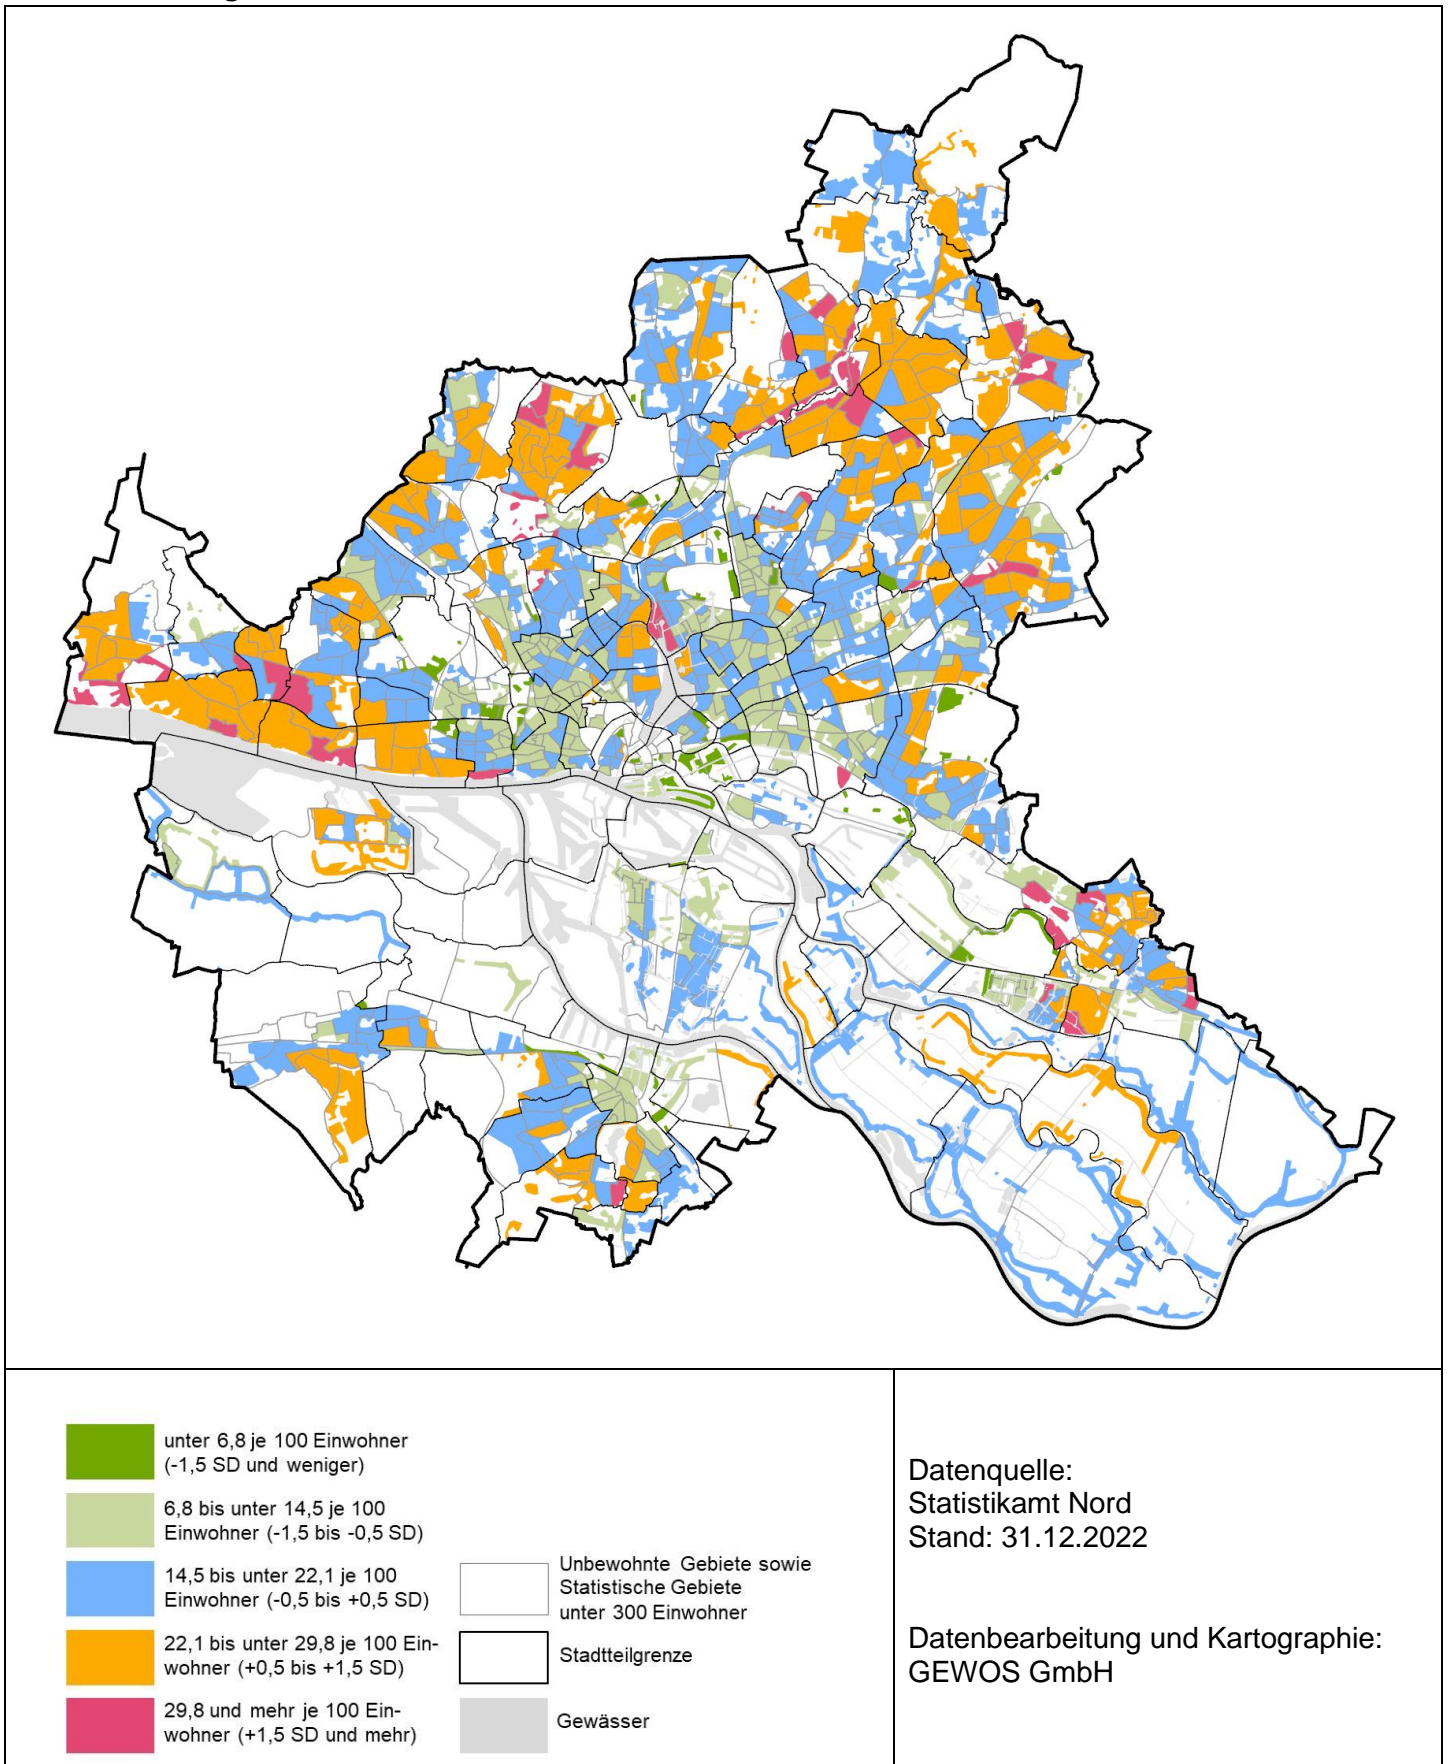 unter 6,8 je 100 Einwohner
(-1,5 SD und weniger)
6,8 bis unter 14,5 je 100
Einwohner (-1,5 bis -0,5 SD)
14,5 bis unter 22,1 je 100
Einwohner (-0,5 bis +0,5 SD)
22,1 bis unter 29,8 je 100 Ein-
wohner (+0,5 bis +1,5 SD)
29,8 und mehr je 100 Ein-
wohner (+1,5 SD und mehr)
Unbewohnte Gebiete sowie
Statistische Gebiete
unter 300 Einwohner
Stadtteilgrenze
Gewässer
Datenquelle:
Statistikamt Nord
Stand: 31.12.2022
Datenbearbeitung und Kartographie:
GEWOS GmbH